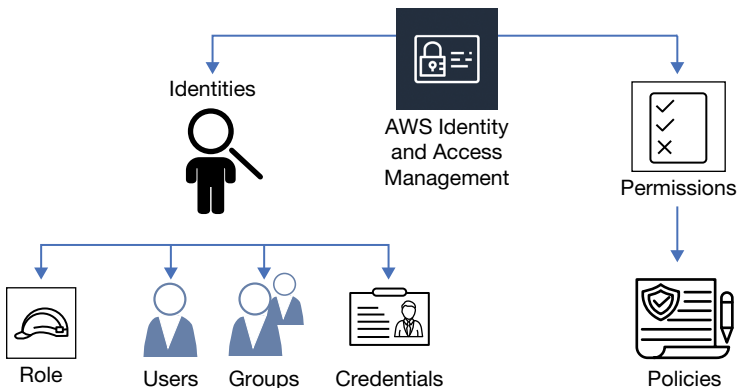 Identities
AWS Identity
and Access
Management
Permissions
Role
Users
Groups
Credentials
Policies